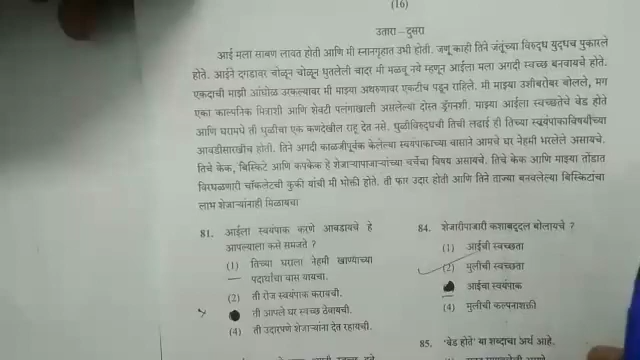 (16)
उतारा – दुसरा
आई मला साबण लावत होती आणि मी स्नानगृहात उभी होती. जणू काही तिने जंतूंच्या विरुद्ध युद्धच पुकारले
होते. आईने दगडावर चोळून चोळून धुतलेली चादर मी मळवू नये म्हणून आईला मला अगदी स्वच्छ बनवायचे होते.
एकदाची माझी आंघोळ उरकल्यावर मी माझ्या अंथरुणावर एकटीच पडून राहिले. मी माझ्या उशीबरोबर बोलले, मग
एका काल्पनिक मित्राशी आणि शेवटी पलंगाखाली असलेल्या दोस्त ड्रॅगनशी. माझ्या आईला स्वच्छतेचे वेड होते
आणि घरामधे ती धुळीचा एक कणदेखील राहू देत नसे. धुळीविरुद्धची तिची लढाई ही तिच्या स्वयंपाकाविषयीच्या
आवडीसारखीच होती. तिने अगदी काळजीपूर्वक केलेल्या स्वयंपाकाच्या वासाने आमचे घर नेहमी भरलेले असायचे.
तिचे केक, बिस्किटे आणि कपकेक हे शेजाऱ्यापाजाऱ्यांच्या चर्चेचा विषय असायचे. तिचे केक आणि माझ्या तोंडात
विरघळणारी चॉकलेटची कुकी यांची मी भोक्ती होते. ती फार उदार होती आणि तिने ताज्या बनवलेल्या बिस्किटांचा
लाभ शेजाऱ्यांनाही मिळायचा
81. आईला स्वयंपाक करणे आवडायचे हे
आपल्याला कसे समजते ?
(1) तिच्या घराला नेहमी खाण्याच्या
पदार्थांचा वास यायचा.
(2) ती रोज स्वयंपाक करायची.
ती आपले घर स्वच्छ ठेवायची.
(4) ती उदारपणे शेजाऱ्यांना देत रहायची.
84. शेजारीपाजारी कशाबद्दल बोलायचे ?
(1) आईची स्वच्छता
(2) मुलीची स्वच्छता
आईचा स्वयंपाक
(4) मुलीची कल्पनाशक्ती
85. 'वेड होते' या शब्दाचा अर्थ आहे.